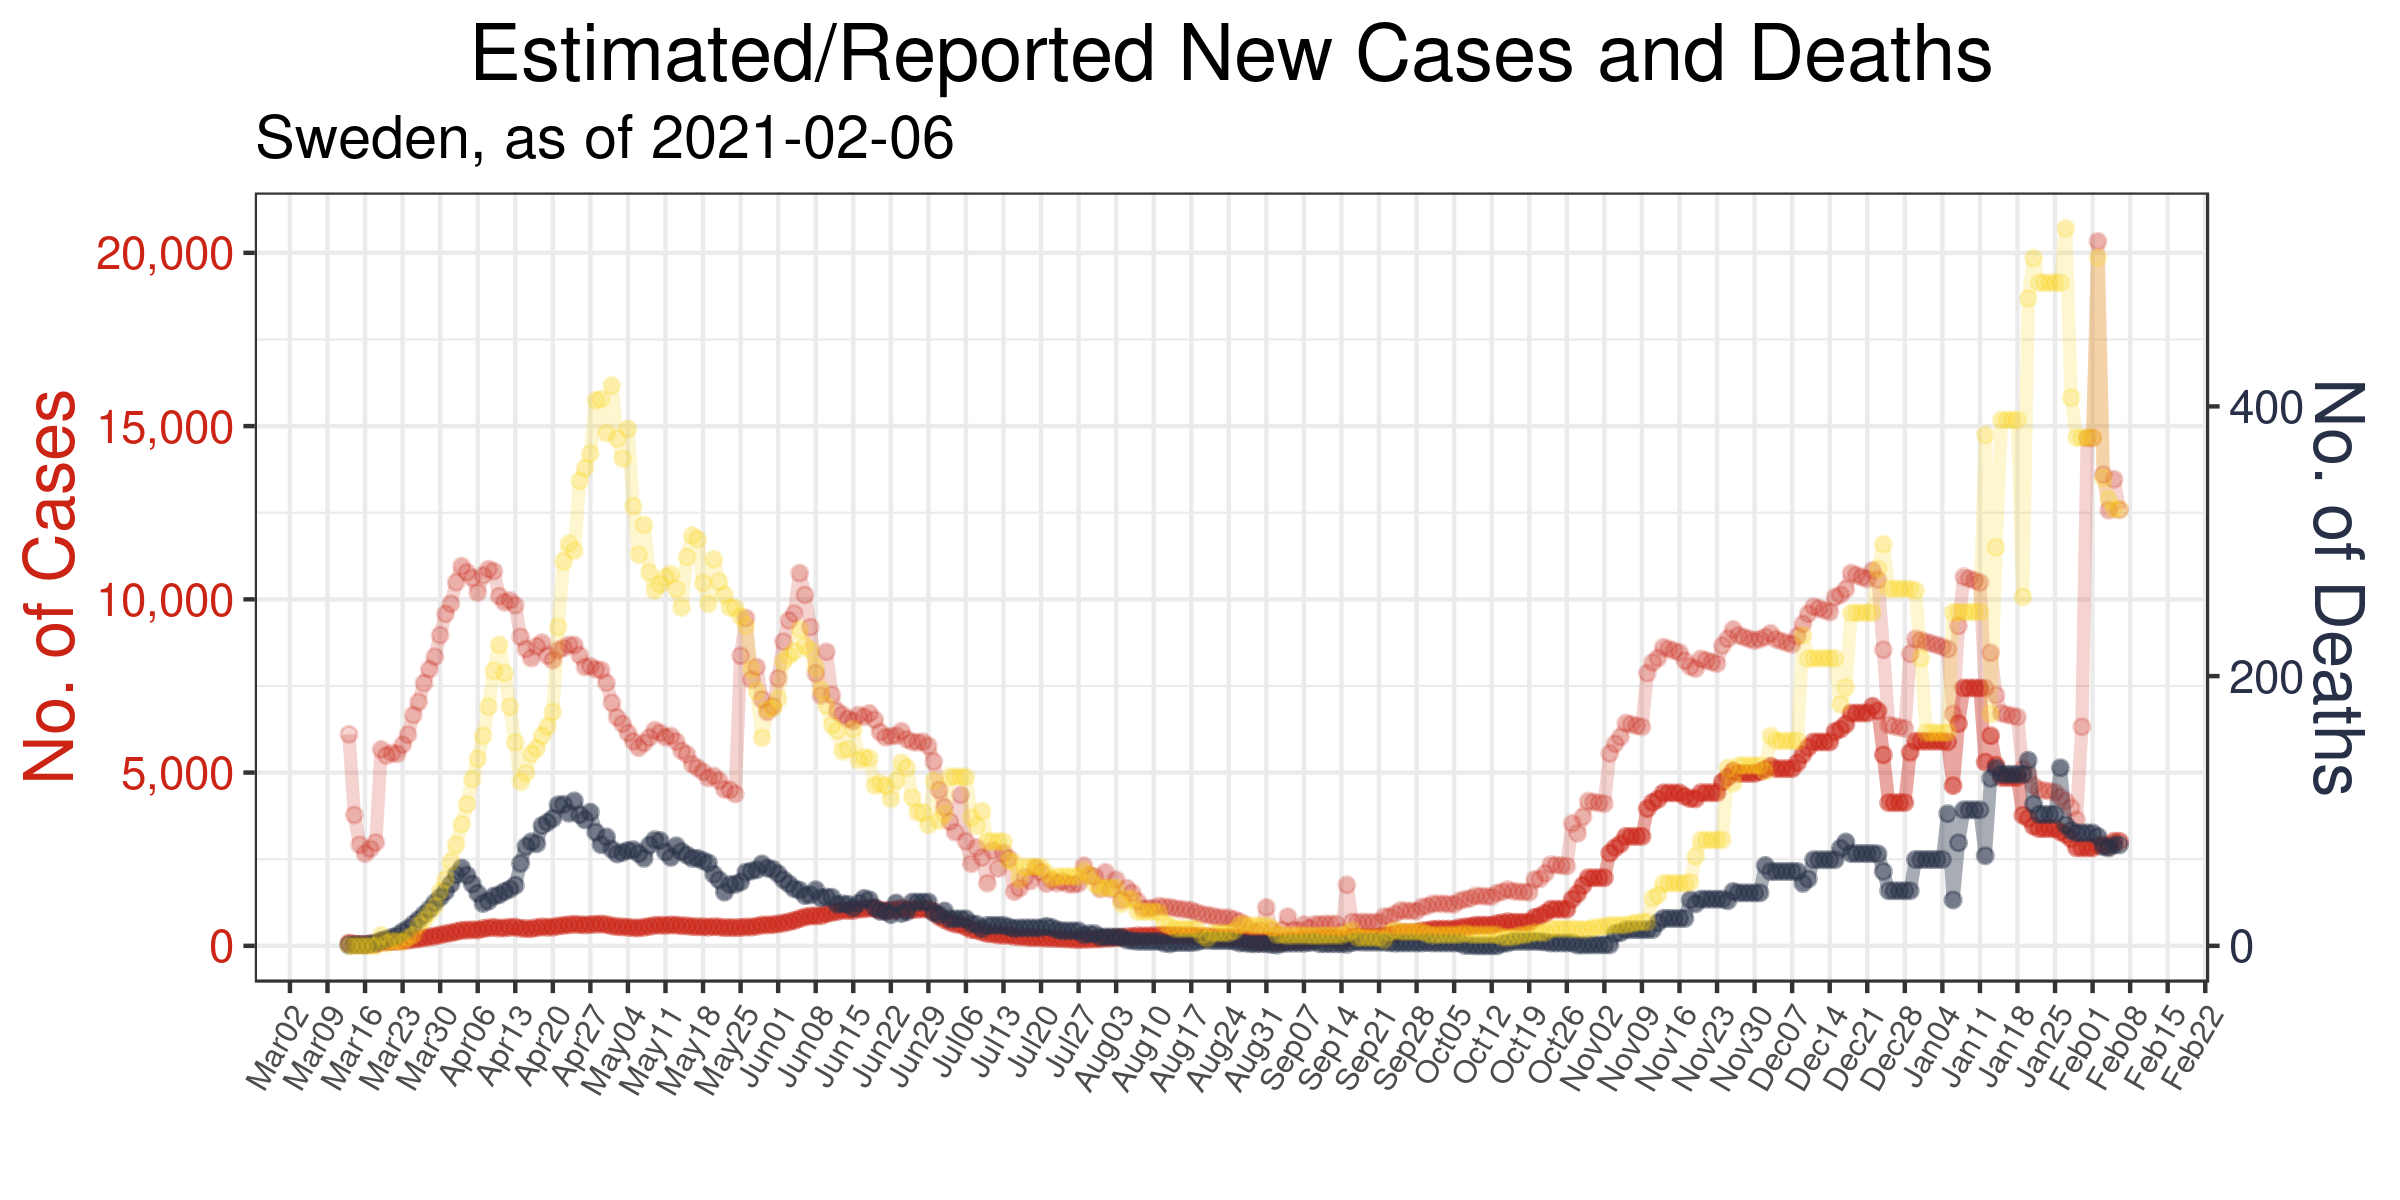 Estimated/Reported New Cases and Deaths
Sweden, as of 2021-02-06
No. of Cases
20,000
15,000
10,000
5,000
0
No. of Deaths
400
200
0
Mar02
Mar09
Mar16
Mar23
Mar30
Apr06
Apr13
Apr20
Apr27
May04
May11
May18
May25
Jun01
Jun08
Jun15
Jun22
Jun29
Jul06
Jul13
Jul20
Jul27
Aug03
Aug10
Aug17
Aug24
Aug31
Sep07
Sep14
Sep21
Sep28
Oct05
Oct12
Oct19
Oct26
Nov02
Nov09
Nov16
Nov23
Nov30
Dec07
Dec14
Dec21
Dec28
Jan04
Jan11
Jan18
Jan25
Feb01
Feb08
Feb15
Feb22